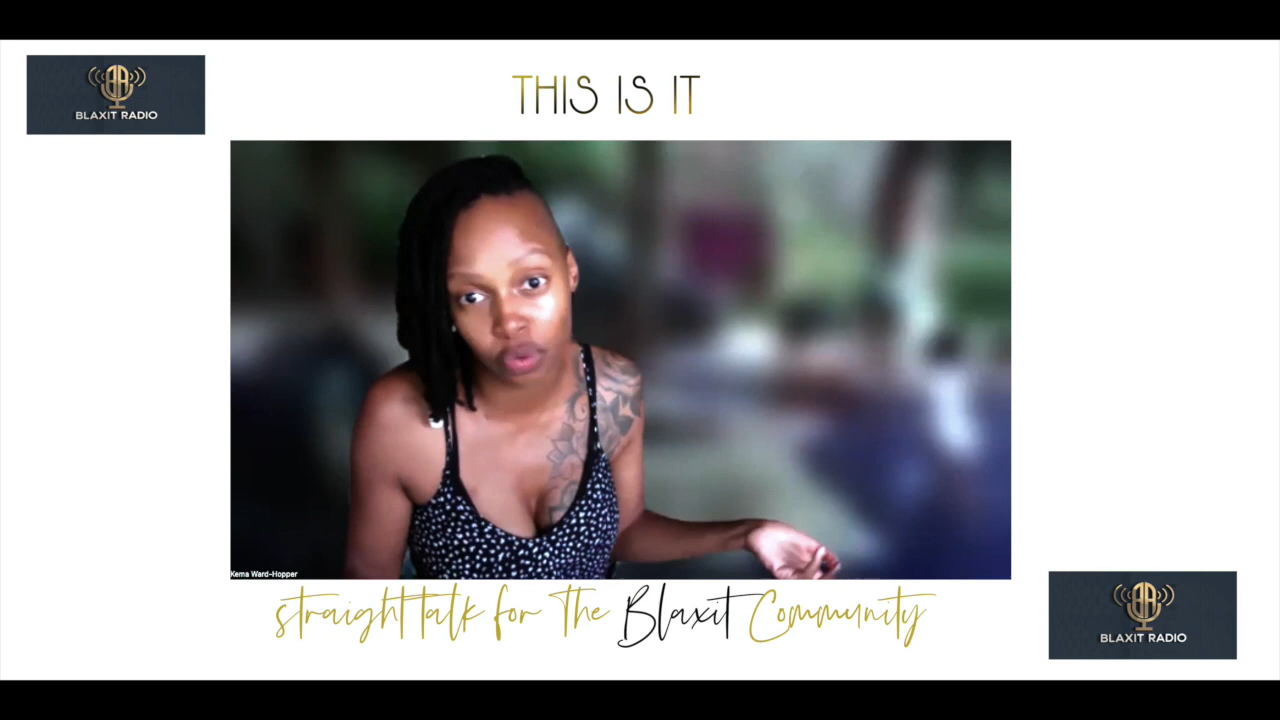 BLAXIT RADIO
THIS IS IT
Kema Ward-Hopper
straight talk for the Blaxit Community
BLAXIT RADIO